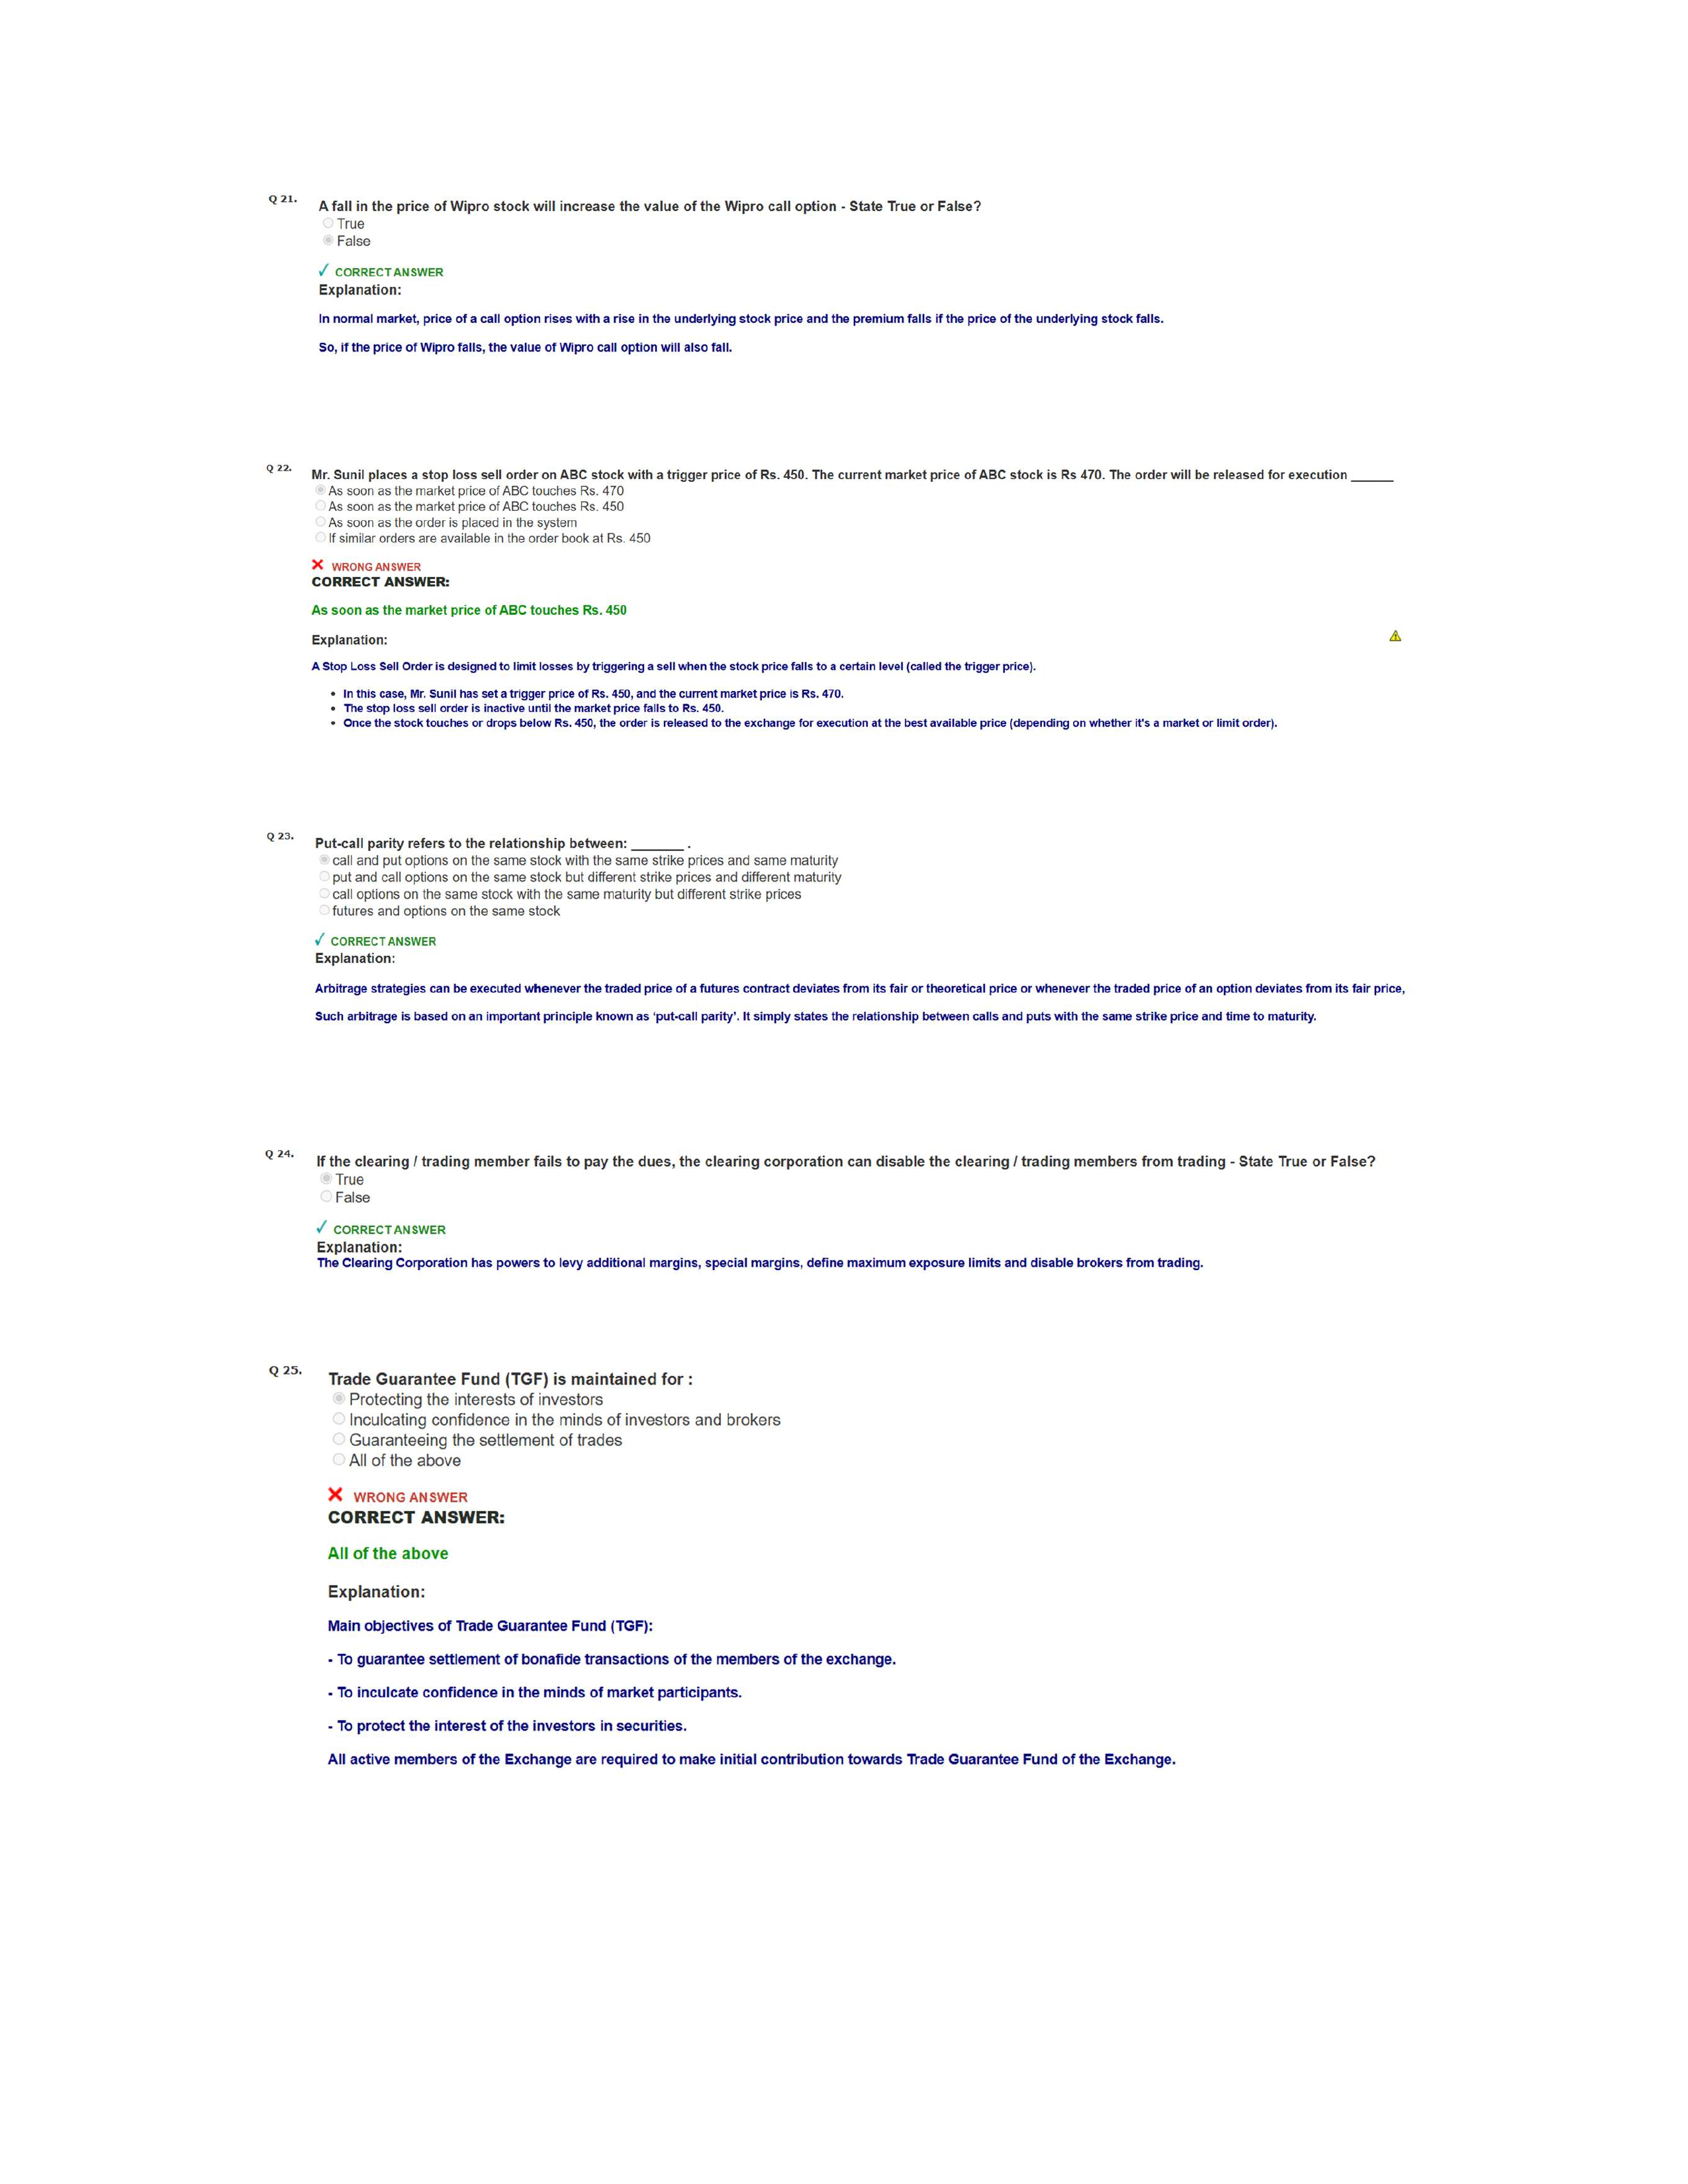 Q 21.
A fall in the price of Wipro stock will increase the value of the Wipro call option - State True or False?
True
False
✓ CORRECT ANSWER
Explanation:
In normal market, price of a call option rises with a rise in the underlying stock price and the premium falls if the price of the underlying stock falls.
So, if the price of Wipro falls, the value of Wipro call option will also fall.
Q 22.
Mr. Sunil places a stop loss sell order on ABC stock with a trigger price of Rs. 450. The current market price of ABC stock is Rs 470. The order will be released for execution ______
As soon as the market price of ABC touches Rs. 470
As soon as the market price of ABC touches Rs. 450
As soon as the order is placed in the system
If similar orders are available in the order book at Rs. 450
✕ WRONG ANSWER
CORRECT ANSWER:
As soon as the market price of ABC touches Rs. 450
Explanation:
A Stop Loss Sell Order is designed to limit losses by triggering a sell when the stock price falls to a certain level (called the trigger price).
• In this case, Mr. Sunil has set a trigger price of Rs. 450, and the current market price is Rs. 470.
• The stop loss sell order is inactive until the market price falls to Rs. 450.
• Once the stock touches or drops below Rs. 450, the order is released to the exchange for execution at the best available price (depending on whether it's a market or limit order).
Q 23.
Put-call parity refers to the relationship between: _______ .
call and put options on the same stock with the same strike prices and same maturity
put and call options on the same stock but different strike prices and different maturity
call options on the same stock with the same maturity but different strike prices
futures and options on the same stock
✓ CORRECT ANSWER
Explanation:
Arbitrage strategies can be executed whenever the traded price of a futures contract deviates from its fair or theoretical price or whenever the traded price of an option deviates from its fair price,
Such arbitrage is based on an important principle known as ‘put-call parity’. It simply states the relationship between calls and puts with the same strike price and time to maturity.
Q 24.
If the clearing / trading member fails to pay the dues, the clearing corporation can disable the clearing / trading members from trading - State True or False?
True
False
✓ CORRECT ANSWER
Explanation:
The Clearing Corporation has powers to levy additional margins, special margins, define maximum exposure limits and disable brokers from trading.
Q 25.
Trade Guarantee Fund (TGF) is maintained for :
Protecting the interests of investors
Inculcating confidence in the minds of investors and brokers
Guaranteeing the settlement of trades
All of the above
✕ WRONG ANSWER
CORRECT ANSWER:
All of the above
Explanation:
Main objectives of Trade Guarantee Fund (TGF):
- To guarantee settlement of bonafide transactions of the members of the exchange.
- To inculcate confidence in the minds of market participants.
- To protect the interest of the investors in securities.
All active members of the Exchange are required to make initial contribution towards Trade Guarantee Fund of the Exchange.